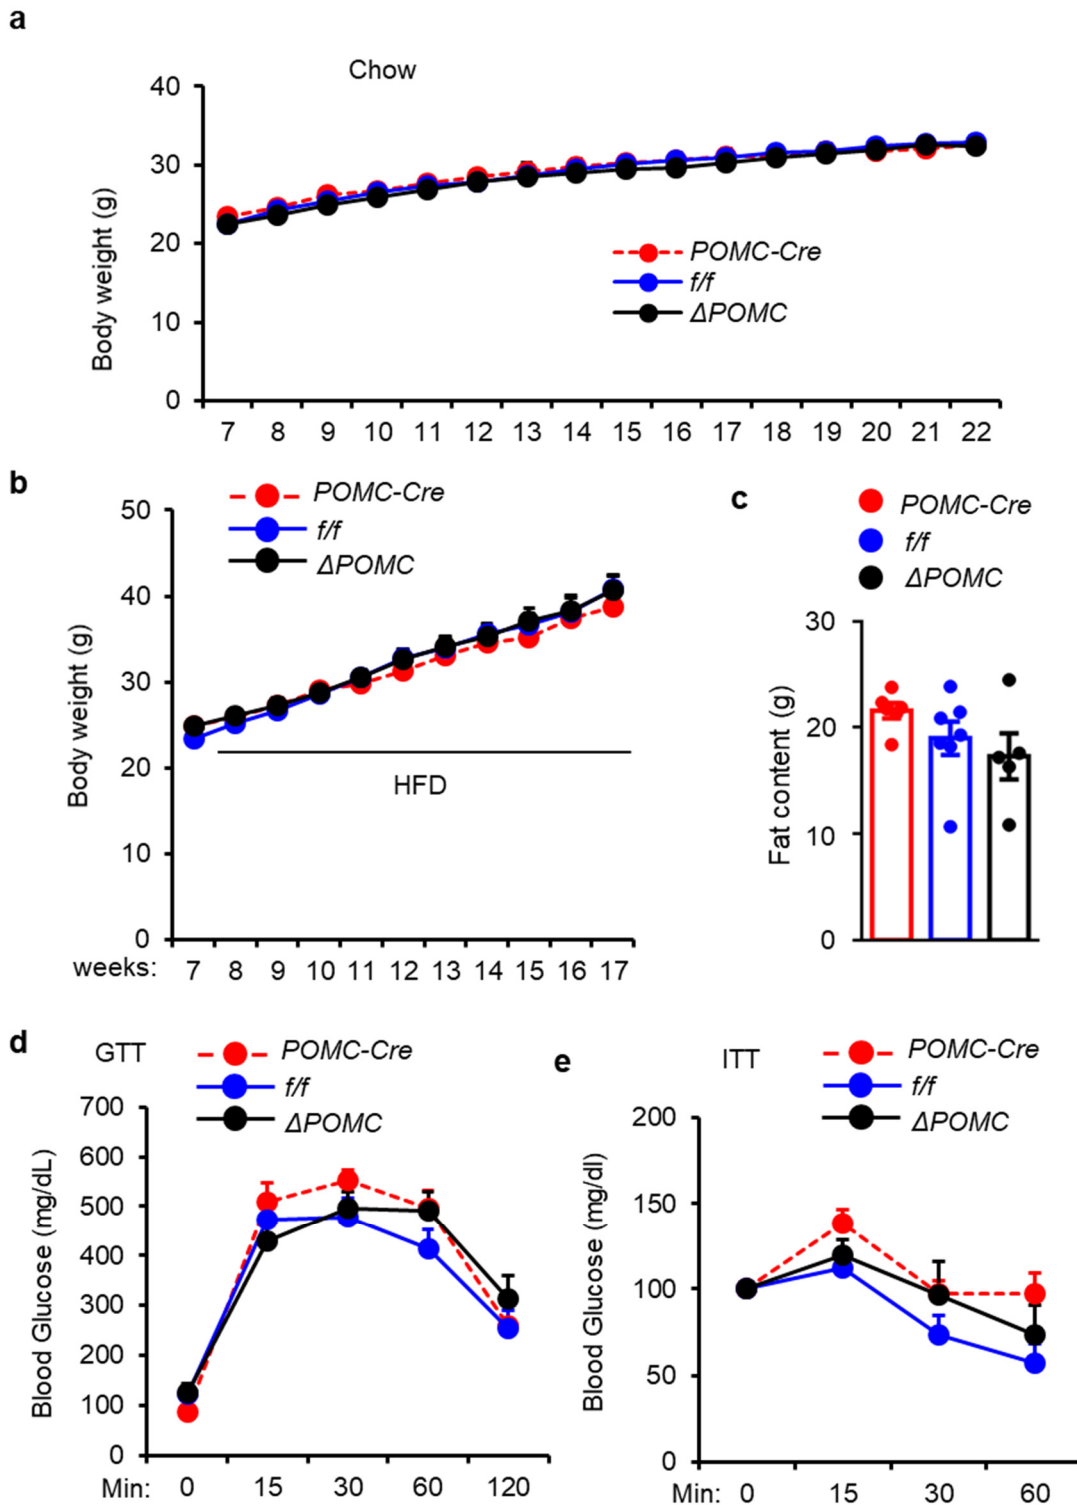 a
Chow
Body weight (g)
40
30
20
10
0
POMC-Cre
f/f
ΔPOMC
7 8 9 10 11 12 13 14 15 16 17 18 19 20 21 22
b
POMC-Cre
f/f
ΔPOMC
Body weight (g)
50
40
30
20
10
0
HFD
weeks: 7 8 9 10 11 12 13 14 15 16 17
c
POMC-Cre
f/f
ΔPOMC
Fat content (g)
30
20
10
0
d
GTT
POMC-Cre
f/f
ΔPOMC
Blood Glucose (mg/dL)
700
600
500
400
300
200
100
0
Min: 0 15 30 60 120
e
ITT
POMC-Cre
f/f
ΔPOMC
Blood Glucose (mg/dl)
200
150
100
50
0
Min: 0 15 30 60